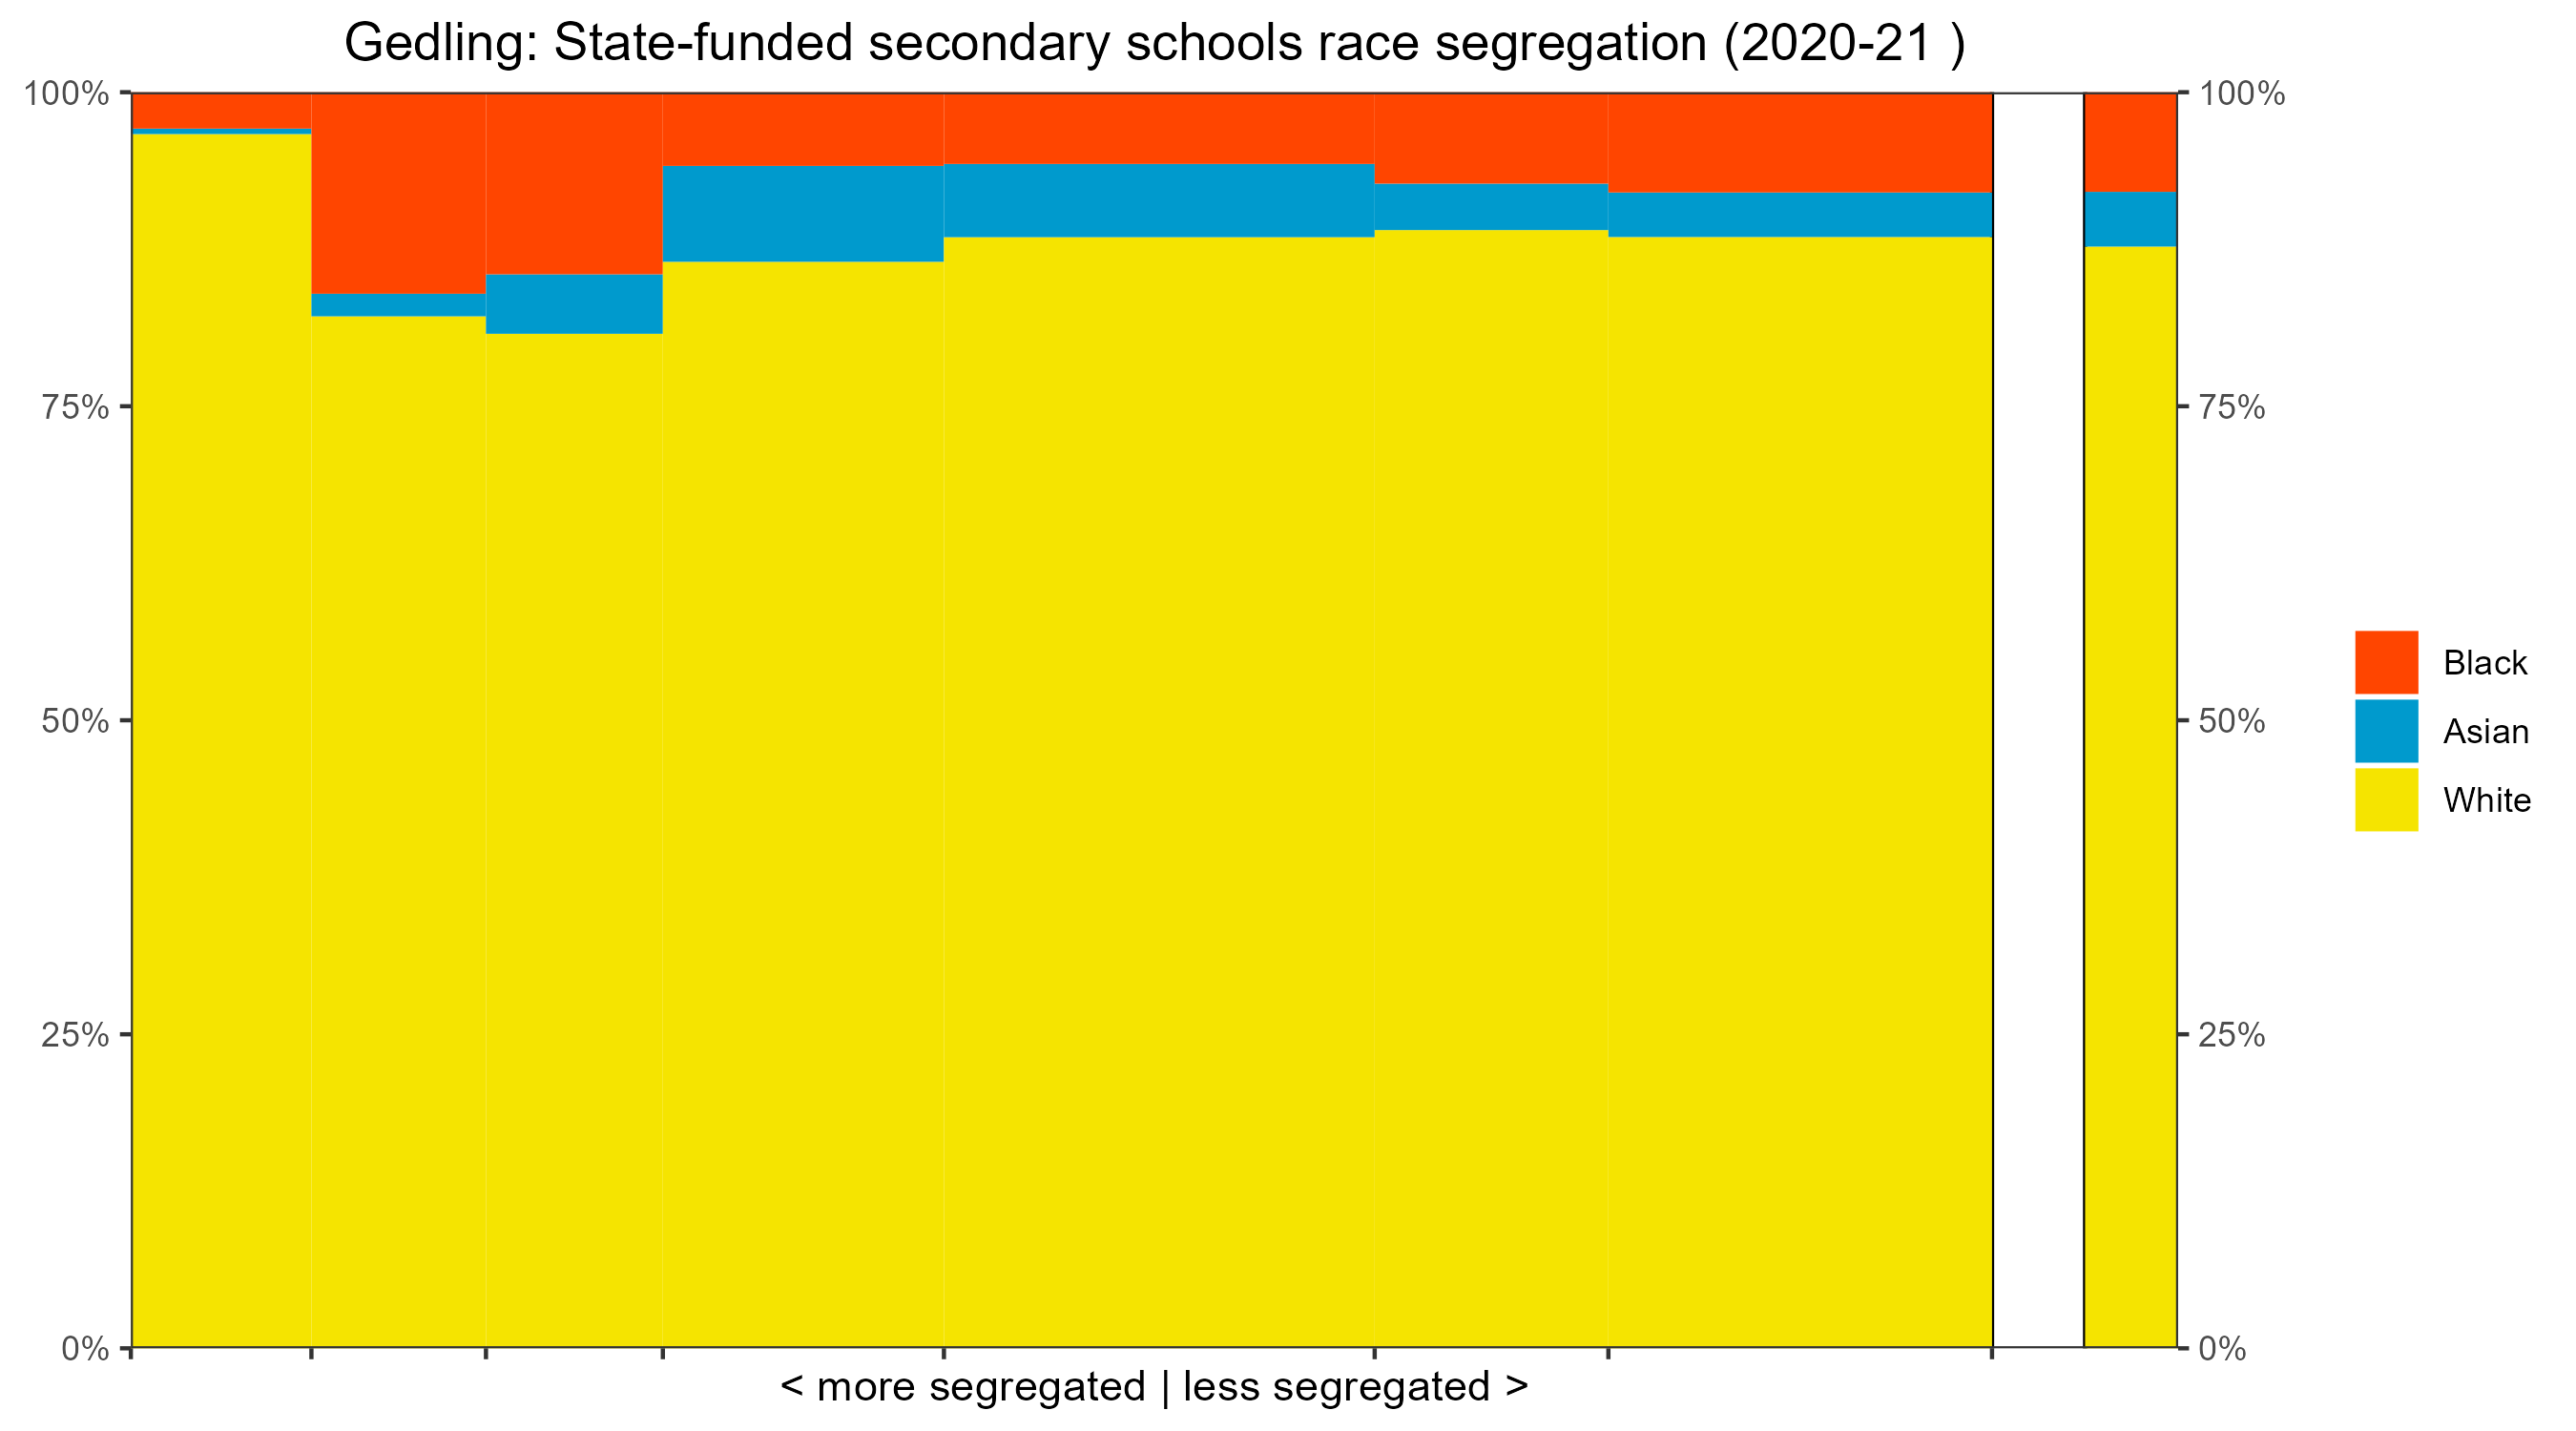 Gedling: State-funded secondary schools race segregation (2020-21 )
100%
75%
50%
25%
0%
100%
75%
50%
25%
0%
Black
Asian
White
< more segregated | less segregated >